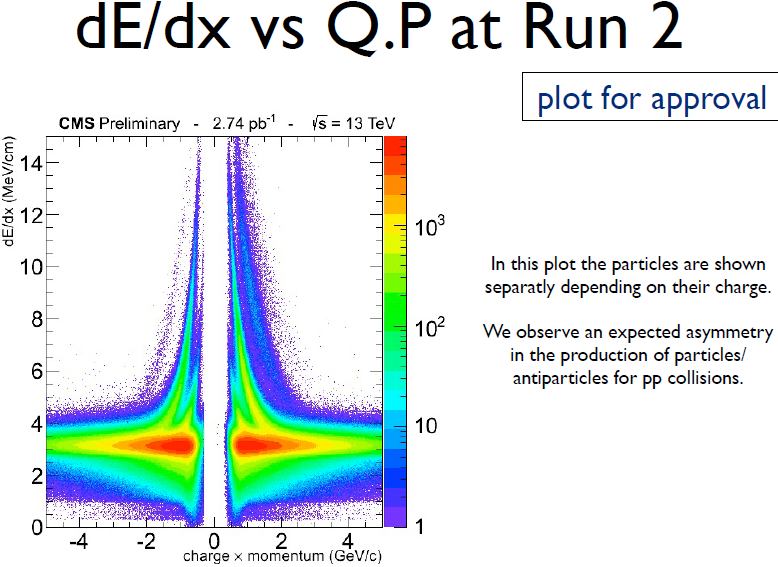 dE/dx vs Q.P at Run 2
plot for approval
CMS Preliminary - 2.74 pb⁻¹ - √s = 13 TeV
dE/dx (MeV/cm)
14
12
10
8
6
4
2
0
-4 -2 0 2 4
charge × momentum (GeV/c)
10³
10²
10
1
In this plot the particles are shown
separatly depending on their charge.
We observe an expected asymmetry
in the production of particles/
antiparticles for pp collisions.